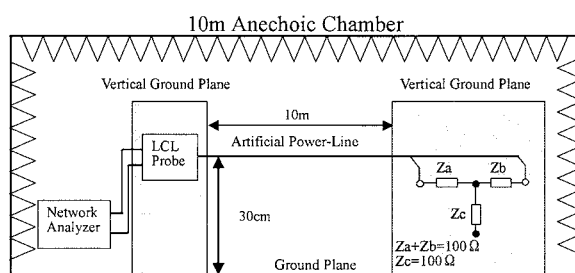 10m Anechoic Chamber
Vertical Ground Plane
Vertical Ground Plane
10m
LCL
Probe
Artificial Power-Line
Za
Zb
Zc
Network
Analyzer
30cm
Za+Zb=100Ω
Zc=100Ω
Ground Plane